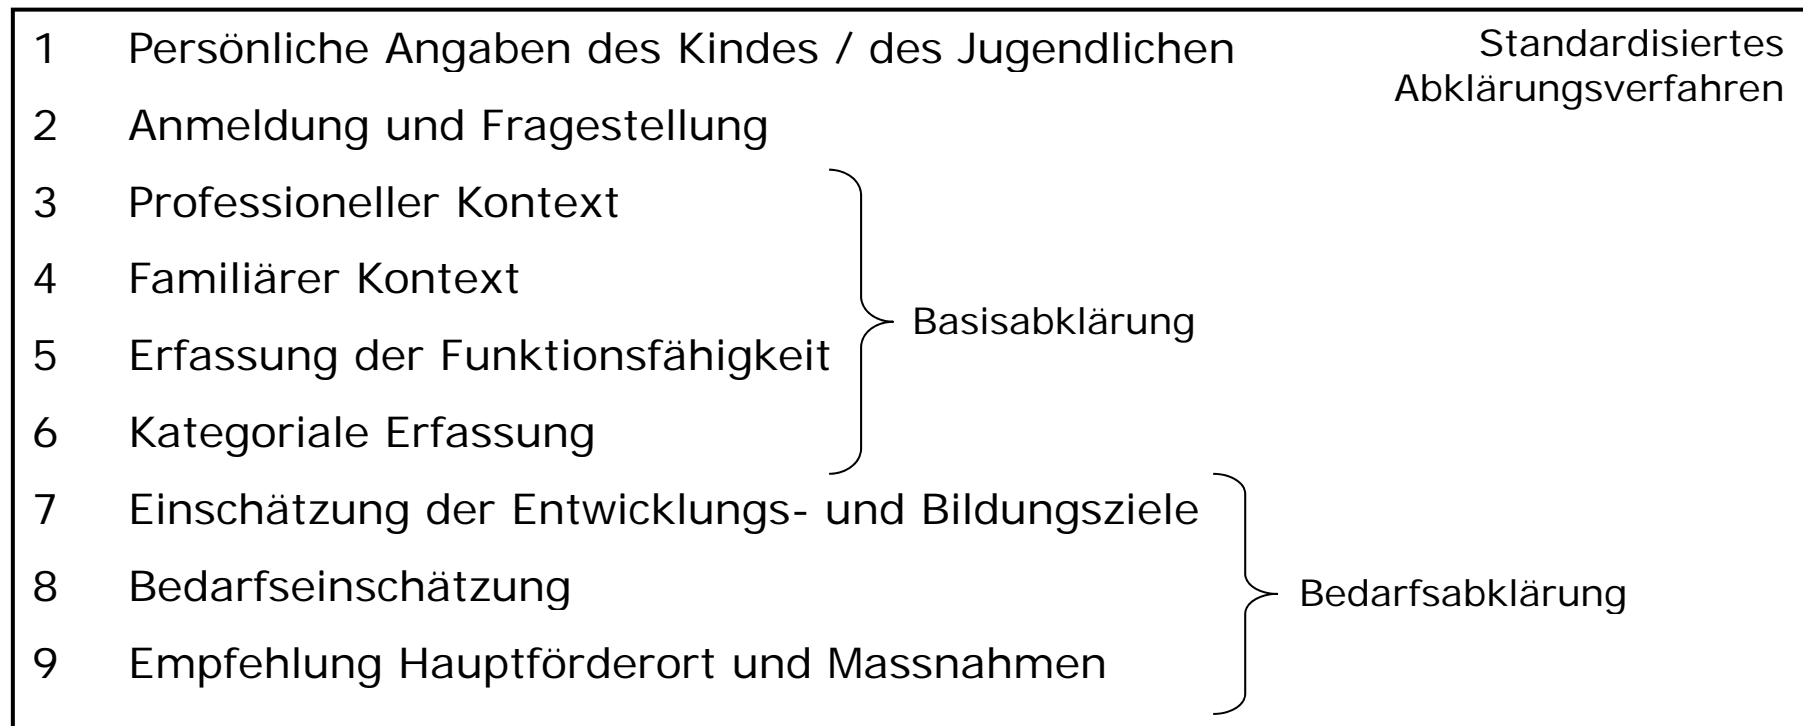 1 Persönliche Angaben des Kindes / des Jugendlichen
Standardisiertes
Abklärungsverfahren
2 Anmeldung und Fragestellung
3 Professioneller Kontext
4 Familiärer Kontext
5 Erfassung der Funktionsfähigkeit
6 Kategoriale Erfassung
Basisabklärung
7 Einschätzung der Entwicklungs- und Bildungsziele
8 Bedarfseinschätzung
9 Empfehlung Hauptförderort und Massnahmen
Bedarfsabklärung